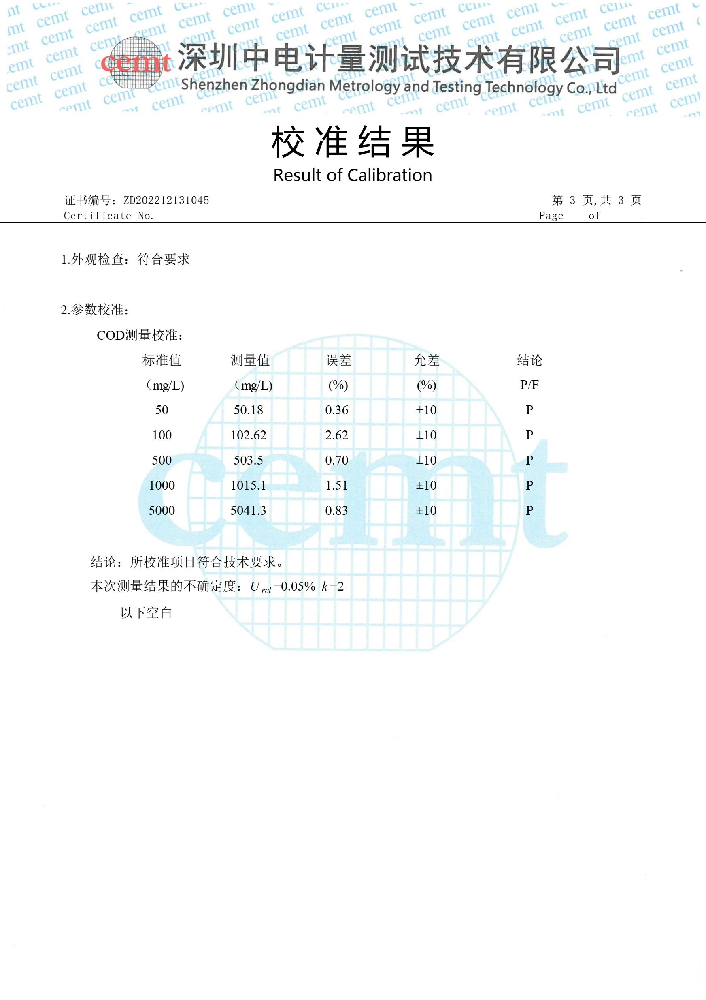 cemt 深圳中电计量测试技术有限公司
Shenzhen Zhongdian Metrology and Testing Technology Co., Ltd
校准结果
Result of Calibration
证书编号：ZD202212131045 第 3 页,共 3 页
Certificate No. Page of
1.外观检查：符合要求
2.参数校准：
COD测量校准：
标准值 测量值 误差 允差 结论
（mg/L) （mg/L) (%) (%) P/F
50 50.18 0.36 ±10 P
100 102.62 2.62 ±10 P
500 503.5 0.70 ±10 P
1000 1015.1 1.51 ±10 P
5000 5041.3 0.83 ±10 P
cemt
结论：所校准项目符合技术要求。
本次测量结果的不确定度：U rel =0.05% k=2
以下空白